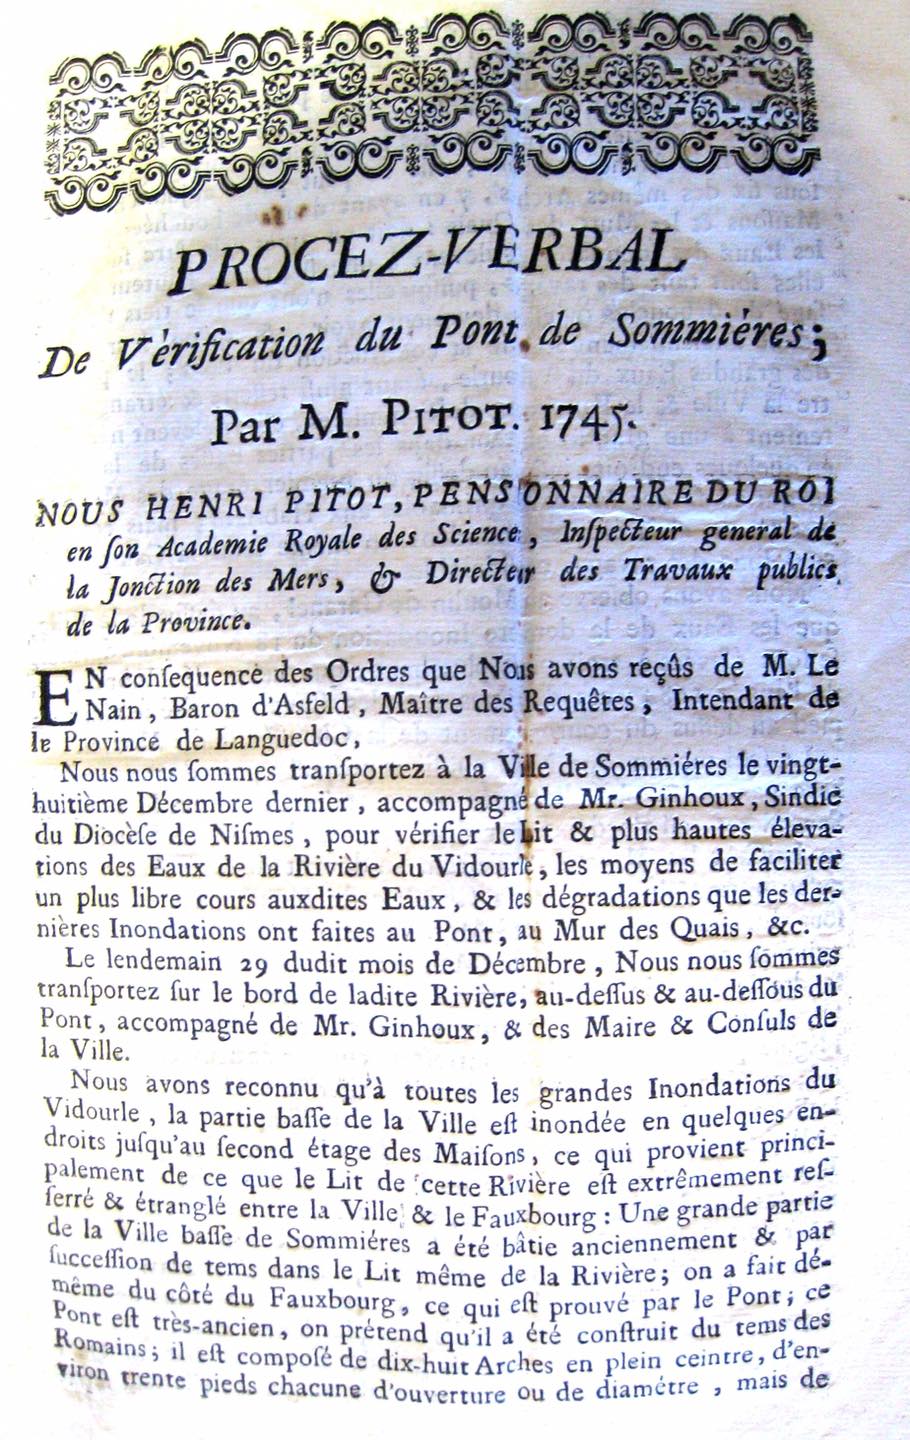 PROCEZ-VERBAL
De Vérification du Pont de Sommiéres;
Par M. PITOT. 1745.
NOUS HENRI PITOT, PENSIONNAIRE DU ROI
en ſon Academie Royale des Science, Inſpecteur general de
la Jonction des Mers, & Directeur des Travaux publics
de la Province.
EN conſequence des Ordres que Nous avons reçûs de M. Le
Nain, Baron d'Asfeld, Maître des Requêtes, Intendant de
le Province de Languedoc,
Nous nous ſommes tranſportez à la Ville de Sommiéres le vingt-
huitième Décembre dernier, accompagné de Mr. Ginhoux, Sindic
du Diocèſe de Niſmes, pour vérifier le Lit & plus hautes éleva-
tions des Eaux de la Rivière du Vidourle, les moyens de faciliter
un plus libre cours auxdites Eaux, & les dégradations que les der-
nières Inondations ont faites au Pont, au Mur des Quais, &c.
Le lendemain 29 dudit mois de Décembre, Nous nous ſommes
tranſportez ſur le bord de ladite Rivière, au-deſſus & au-deſſous du
Pont, accompagné de Mr. Ginhoux, & des Maire & Conſuls de
la Ville.
Nous avons reconnu qu'à toutes les grandes Inondations du
Vidourle, la partie baſſe de la Ville eſt inondée en quelques en-
droits juſqu'au ſecond étage des Maiſons, ce qui provient princi-
palement de ce que le Lit de cette Rivière eſt extrêmement reſ-
ſerré & étranglé entre la Ville & le Fauxbourg: Une grande partie
de la Ville baſſe de Sommiéres a été bâtie anciennement & par
ſucceſſion de tems dans le Lit même de la Rivière; on a fait dé-
même du côté du Fauxbourg, ce qui eſt prouvé par le Pont; ce
Pont eſt très-ancien, on prétend qu'il a été conſtruit du tems des
Romains; il eſt compoſé de dix-huit Arches en plein ceintre, d'en-
viron trente pieds chacune d'ouverture ou de diamétre, mais de